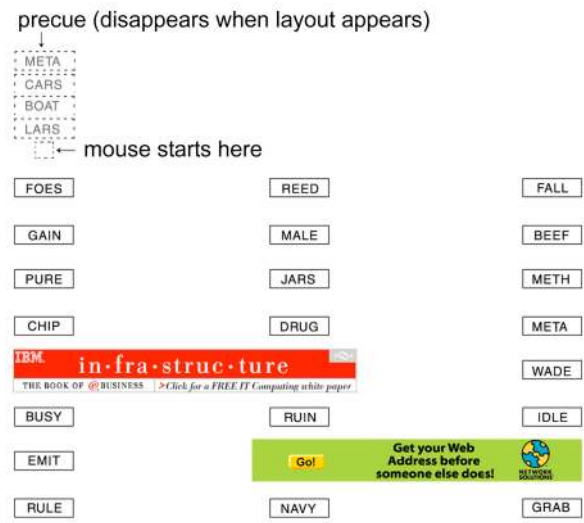 precue (disappears when layout appears)
META
CARS
BOAT
LARS
mouse starts here
FOES REED FALL
GAIN MALE BEEF
PURE JARS METH
CHIP DRUG META
IBM. in·fra·struc·ture
THE BOOK OF @BUSINESS >Click for a FREE IT Computing white paper
WADE
BUSY RUIN IDLE
EMIT
Go!
Get your Web
Address before
someone else does!
NETWORK
SOLUTIONS
RULE NAVY GRAB